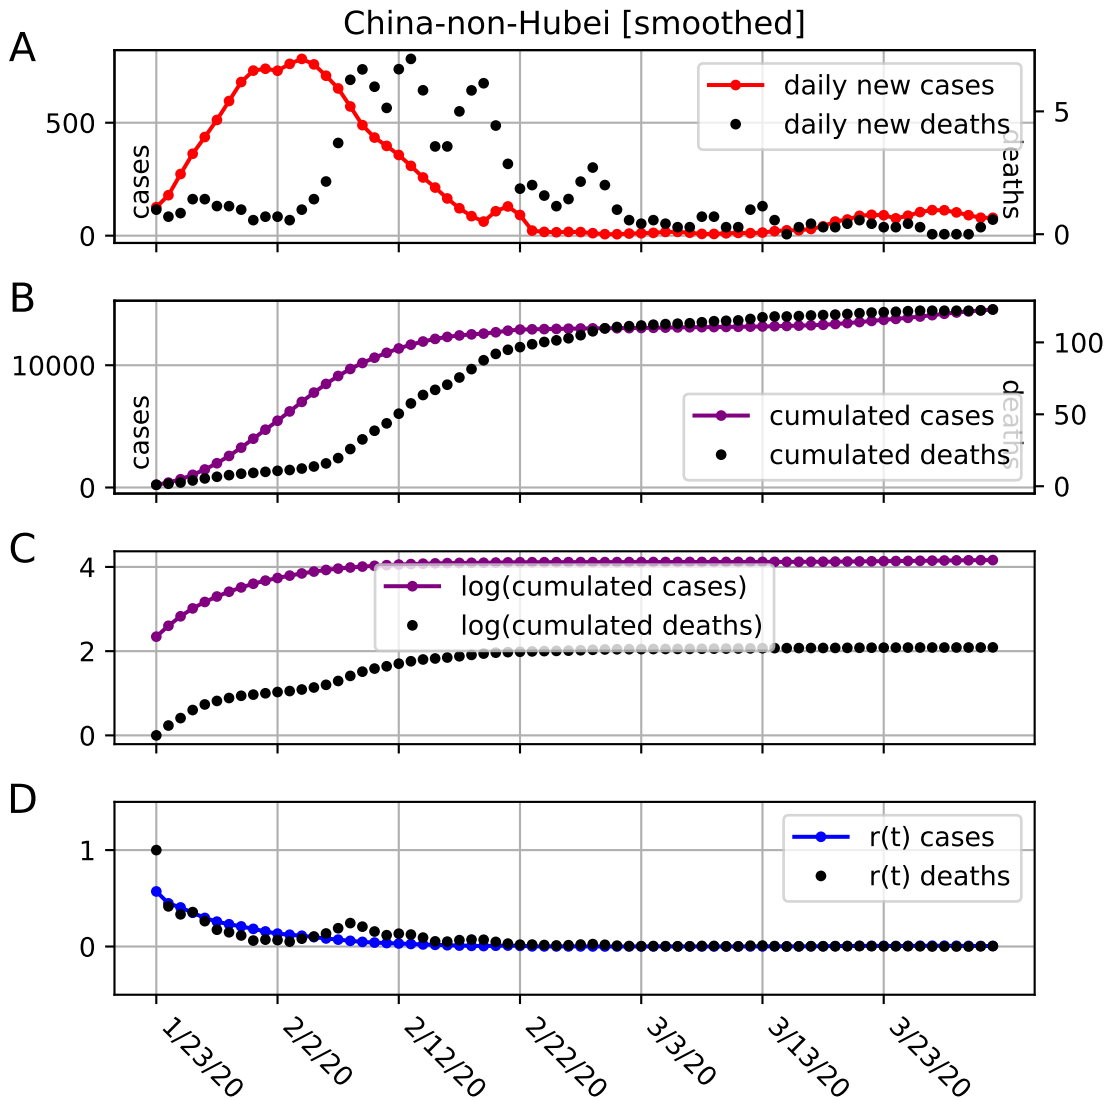 China-non-Hubei [smoothed]
A
500
0
cases
daily new cases
daily new deaths
5
0
deaths
B
10000
0
cases
cumulated cases
cumulated deaths
100
50
0
deaths
C
4
2
0
log(cumulated cases)
log(cumulated deaths)
D
1
0
r(t) cases
r(t) deaths
1/23/20
2/2/20
2/12/20
2/22/20
3/3/20
3/13/20
3/23/20